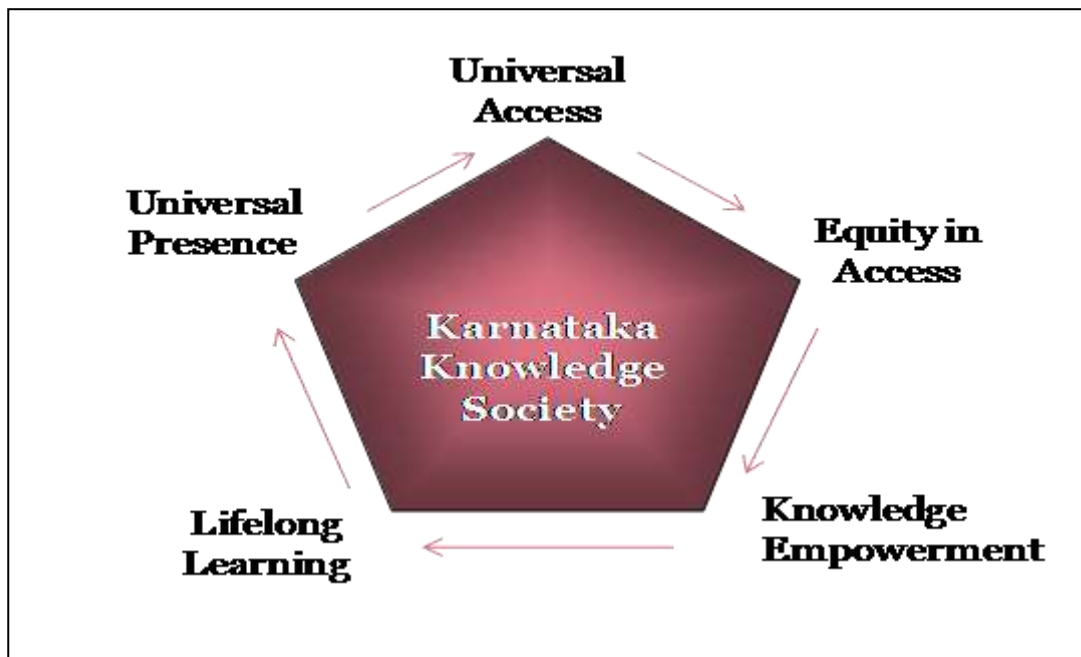 Universal
Access
Universal
Presence
Equity in
Access
Karnataka
Knowledge
Society
Lifelong
Learning
Knowledge
Empowerment